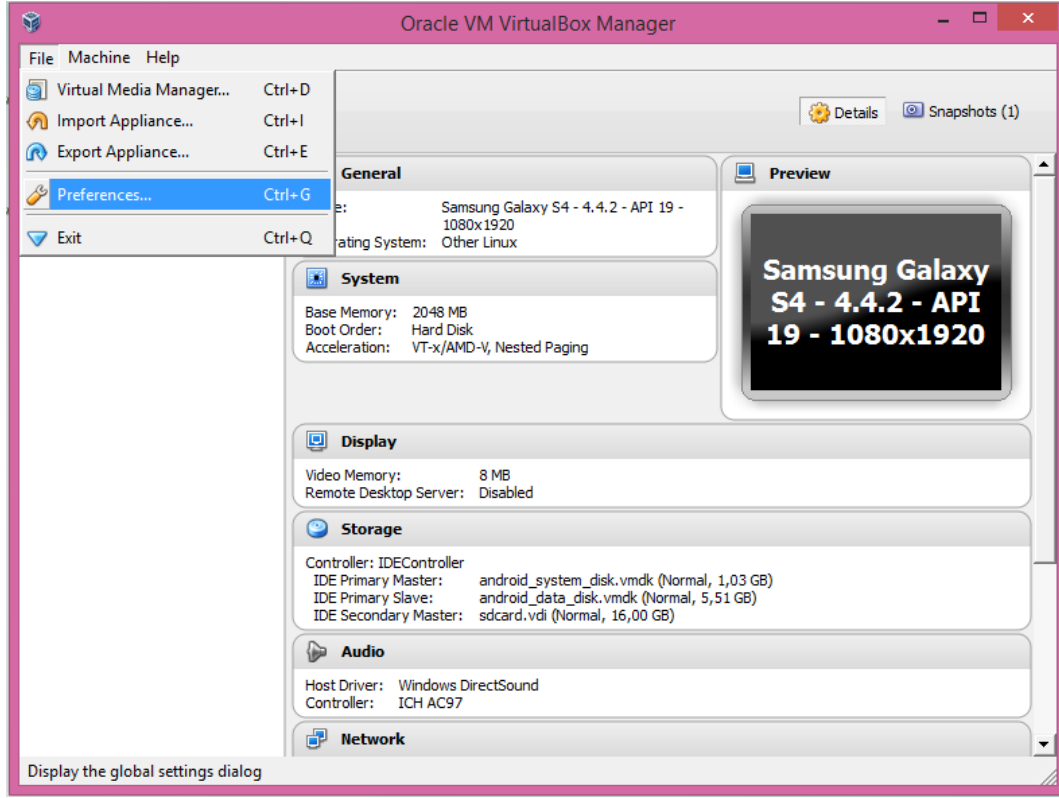 Oracle VM VirtualBox Manager
File Machine Help
Virtual Media Manager... Ctrl+D
Import Appliance... Ctrl+I
Export Appliance... Ctrl+E
Preferences... Ctrl+G
Exit Ctrl+Q
Details Snapshots (1)
General
Samsung Galaxy S4 - 4.4.2 - API 19 -
1080x1920
rating System: Other Linux
Preview
Samsung Galaxy
S4 - 4.4.2 - API
19 - 1080x1920
System
Base Memory: 2048 MB
Boot Order: Hard Disk
Acceleration: VT-x/AMD-V, Nested Paging
Display
Video Memory: 8 MB
Remote Desktop Server: Disabled
Storage
Controller: IDEController
IDE Primary Master: android_system_disk.vmdk (Normal, 1,03 GB)
IDE Primary Slave: android_data_disk.vmdk (Normal, 5,51 GB)
IDE Secondary Master: sdcard.vdi (Normal, 16,00 GB)
Audio
Host Driver: Windows DirectSound
Controller: ICH AC97
Network
Display the global settings dialog